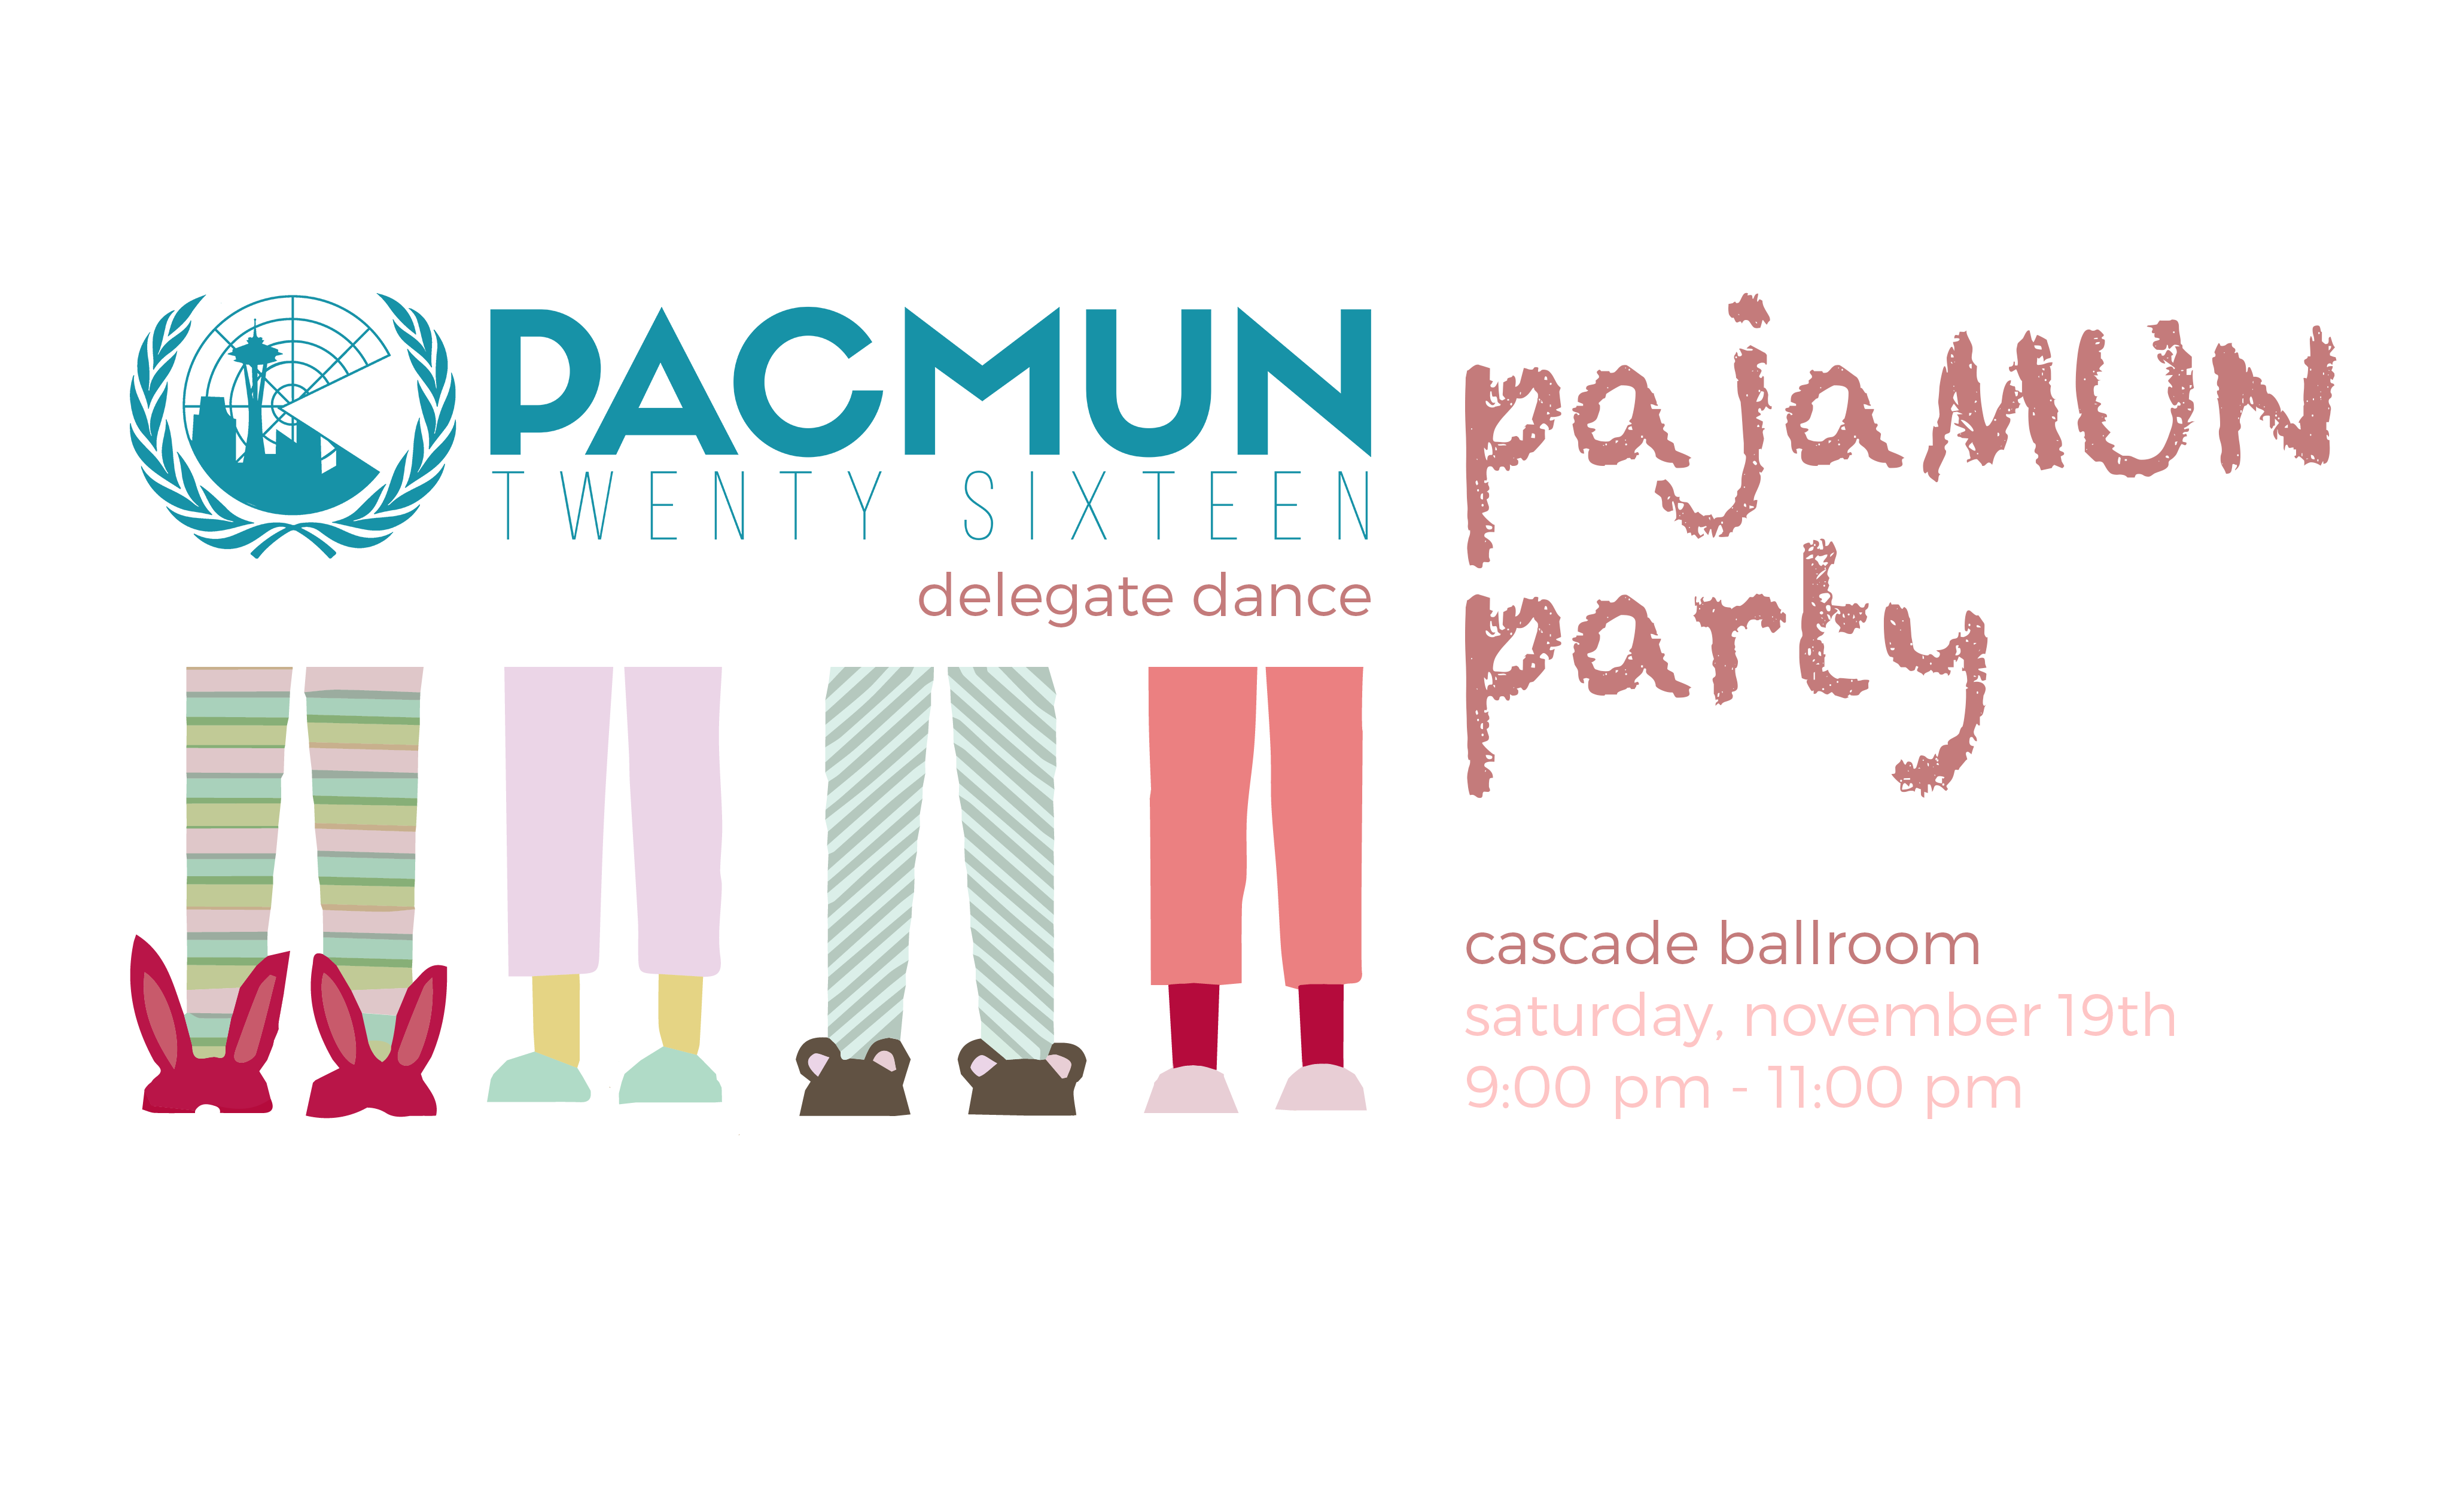 PACMUN
TWENTY SIXTEEN
delegate dance
pajaMUN
party
cascade ballroom
saturday, november 19th
9:00 pm - 11:00 pm